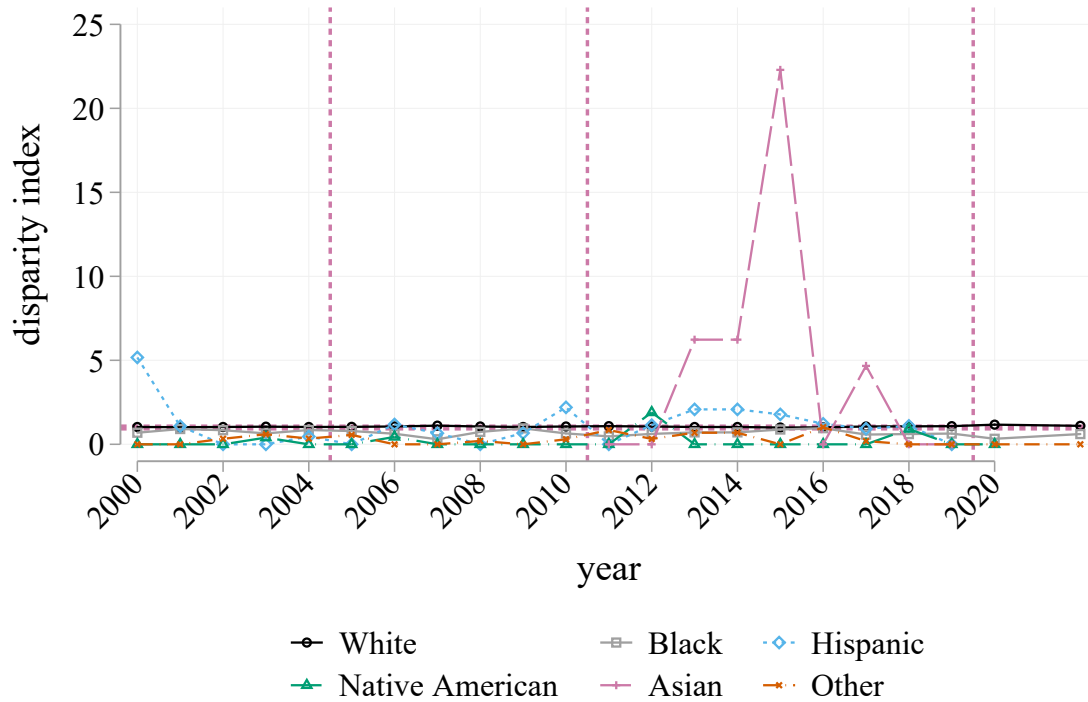 25
20
15
10
5
0
disparity index
2000 2002 2004 2006 2008 2010 2012 2014 2016 2018 2020
year
White Black Hispanic
Native American Asian Other